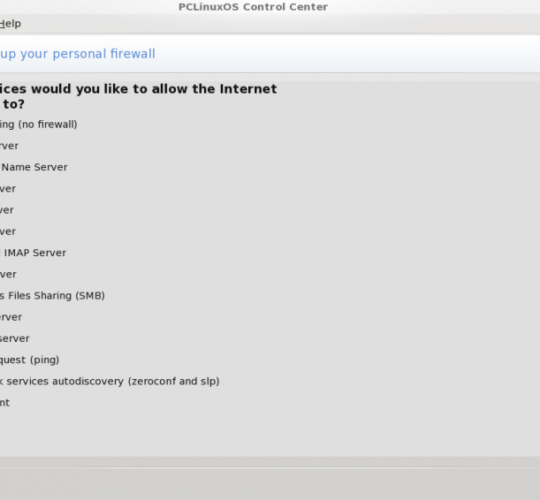 PCLinuxOS Control Center
Help
up your personal firewall
ices would you like to allow the Internet
to?
ing (no firewall)
rver
Name Server
ver
ver
ver
IMAP Server
ver
s Files Sharing (SMB)
erver
server
quest (ping)
k services autodiscovery (zeroconf and slp)
nt